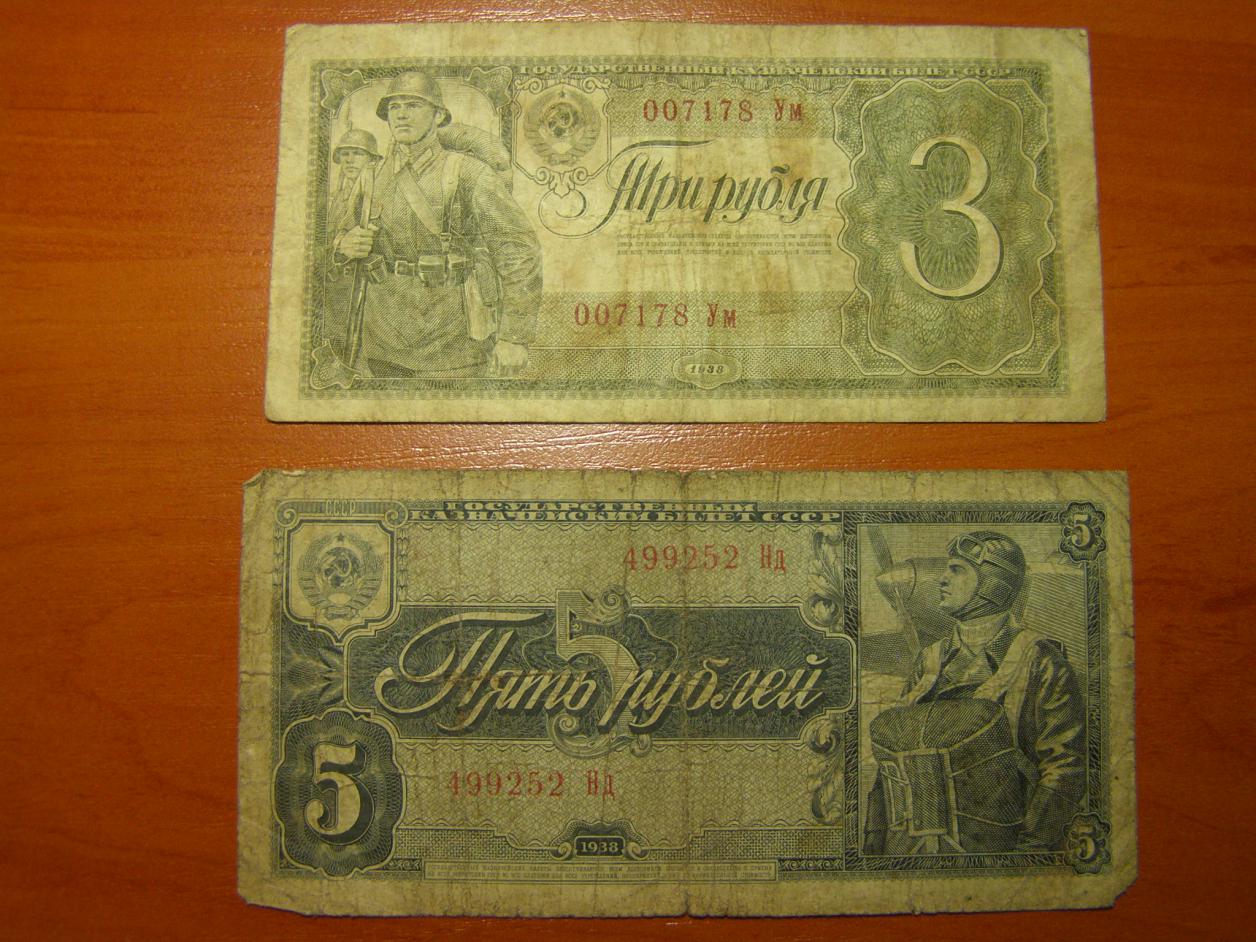 ГОСУДАРСТВЕННЫЙ КАЗНАЧЕЙСКИЙ БИЛЕТ СССР
007178 Ум
Три рубля
3
007178 Ум
1938
СССР
ГОСУДАРСТВЕННЫЙ
КАЗНАЧЕЙСКИЙ БИЛЕТ СССР
5
499252 Нд
5
Пять рублей
5
499252 Нд
1938
5